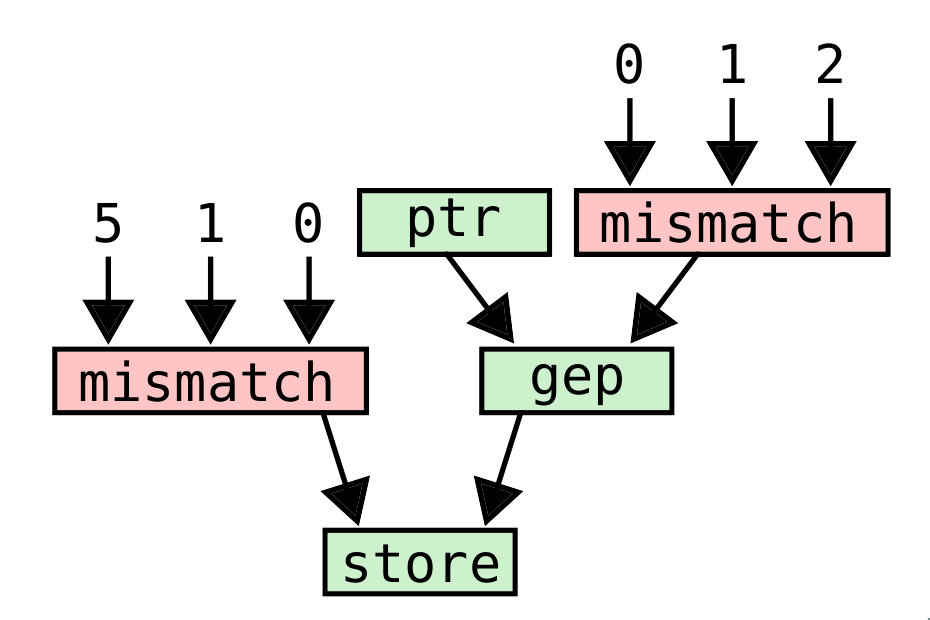 0 1 2
5 1 0
ptr
mismatch
mismatch
gep
store